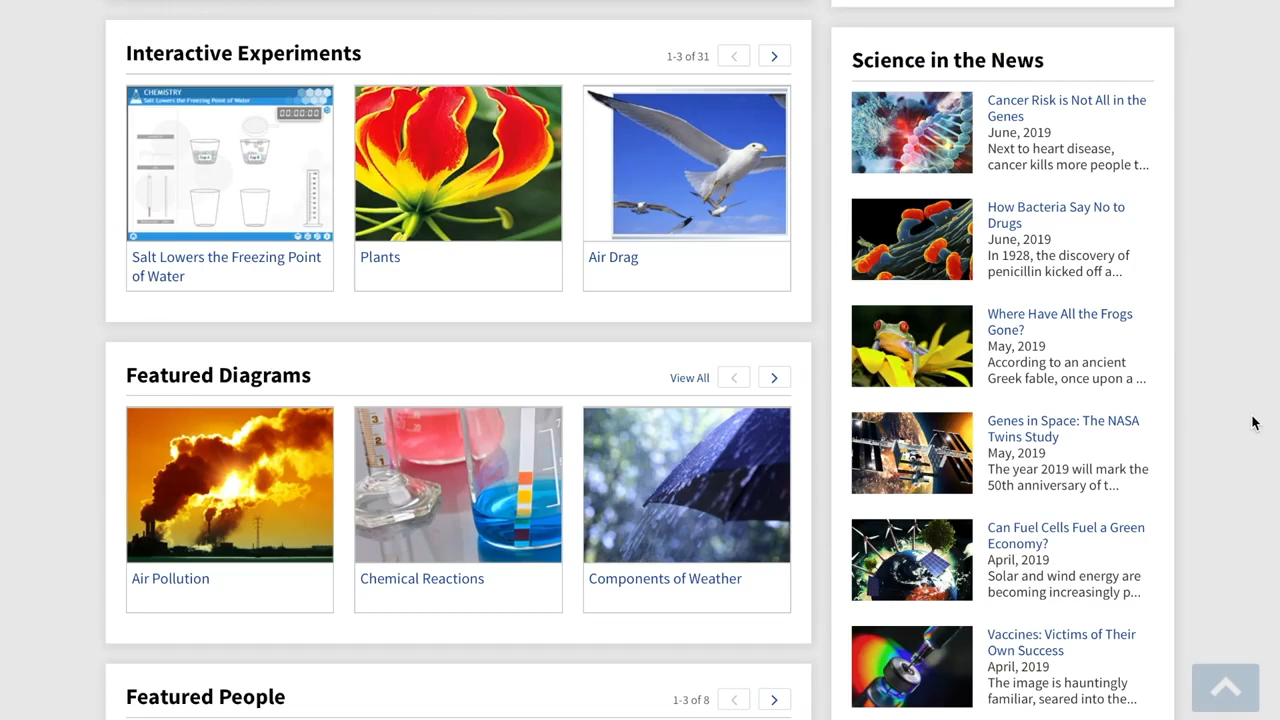 Interactive Experiments
1-3 of 31
CHEMISTRY
Salt Lowers the Freezing Point of Water
00:00:00
Salt Lowers the Freezing Point
of Water
Plants
Air Drag
Featured Diagrams
View All
Air Pollution
Chemical Reactions
Components of Weather
Featured People
1-3 of 8
Science in the News
Cancer Risk is Not All in the
Genes
June, 2019
Next to heart disease,
cancer kills more people t...
How Bacteria Say No to
Drugs
June, 2019
In 1928, the discovery of
penicillin kicked off a...
Where Have All the Frogs
Gone?
May, 2019
According to an ancient
Greek fable, once upon a ...
Genes in Space: The NASA
Twins Study
May, 2019
The year 2019 will mark the
50th anniversary of t...
Can Fuel Cells Fuel a Green
Economy?
April, 2019
Solar and wind energy are
becoming increasingly p...
Vaccines: Victims of Their
Own Success
April, 2019
The image is hauntingly
familiar, seared into the...